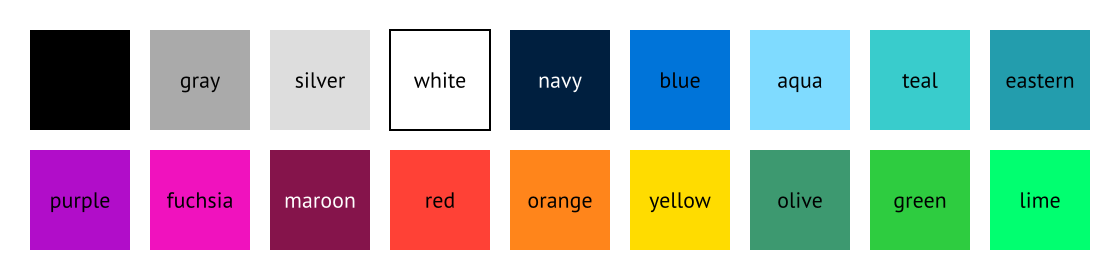 gray silver white navy blue aqua teal eastern
purple fuchsia maroon red orange yellow olive green lime